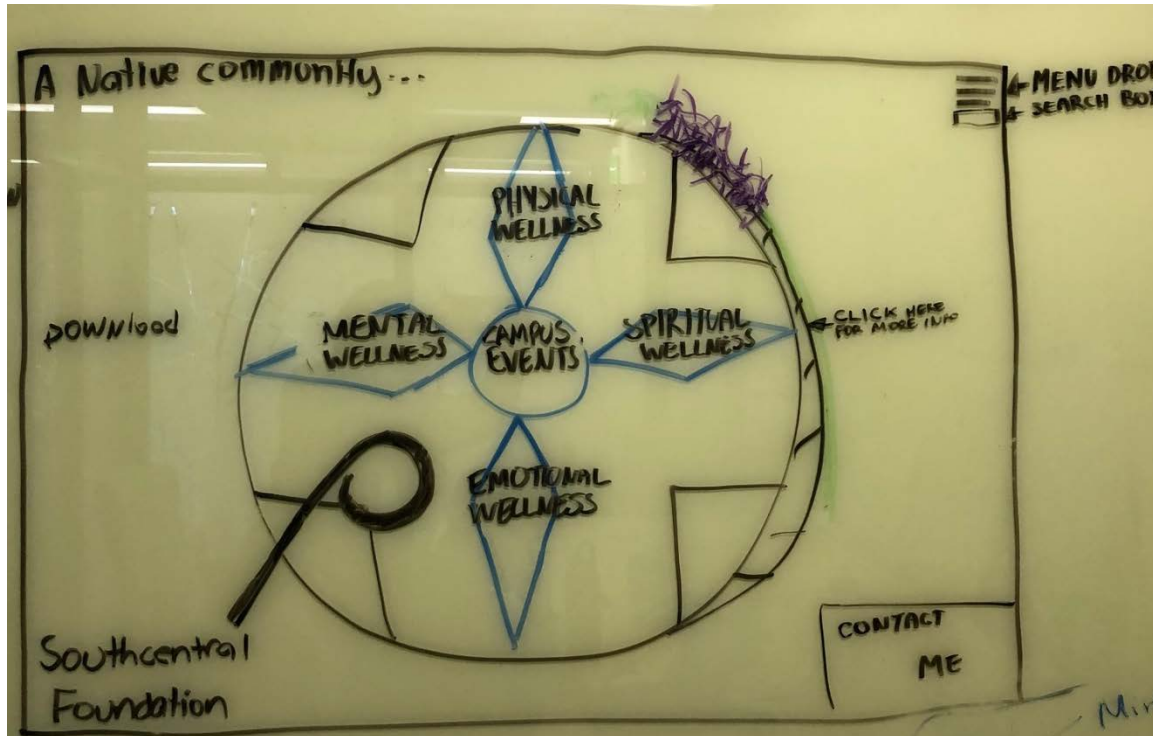 A Native community...
MENU DRO
SEARCH BO
PHYSICAL
WELLNESS
Download
MENTAL
WELLNESS
CAMPUS
EVENTS
SPIRITUAL
WELLNESS
CLICK HERE
FOR MORE INFO
EMOTIONAL
WELLNESS
Southcentral
Foundation
CONTACT
ME